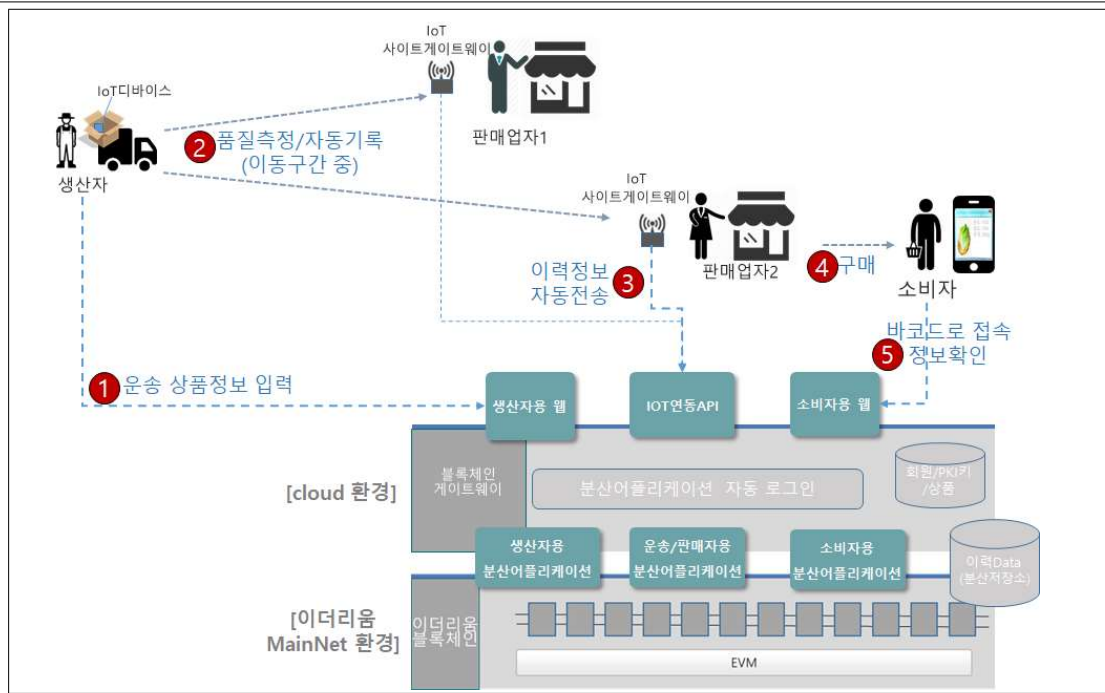 IoT
사이트게이트웨이
IoT디바이스
생산자
2
품질측정/자동기록
(이동구간 중)
판매업자1
IoT
사이트게이트웨이
판매업자2
이력정보
자동전송
3
4
구매
소비자
바코드로 접속
5
정보확인
1
운송 상품정보 입력
생산자용 웹
IOT연동API
소비자용 웹
[cloud 환경]
블록체인
게이트웨이
분산어플리케이션 자동 로그인
회원/PKI키
/상품
생산자용
분산어플리케이션
운송/판매자용
분산어플리케이션
소비자용
분산어플리케이션
이력Data
(분산저장소)
[이더리움
MainNet 환경]
이더리움
블록체인
EVM